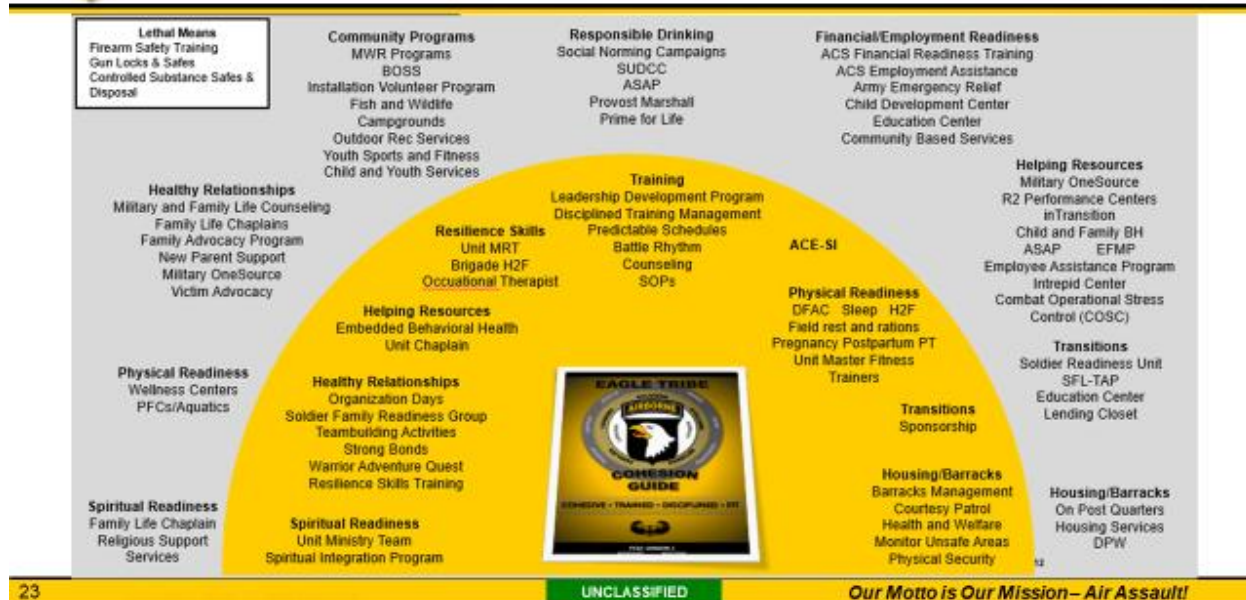 Lethal Means
Firearm Safety Training
Gun Locks & Safes
Controlled Substance Safes &
Disposal
Community Programs
MWR Programs
BOSS
Installation Volunteer Program
Fish and Wildlife
Campgrounds
Outdoor Rec Services
Youth Sports and Fitness
Child and Youth Services
Responsible Drinking
Social Norming Campaigns
SUDCC
ASAP
Provost Marshall
Prime for Life
Financial/Employment Readiness
ACS Financial Readiness Training
ACS Employment Assistance
Army Emergency Relief
Child Development Center
Education Center
Community Based Services
Healthy Relationships
Military and Family Life Counseling
Family Life Chaplains
Family Advocacy Program
New Parent Support
Military OneSource
Victim Advocacy
Resilience Skills
Unit MRT
Brigade H2F
Occuational Therapist
Training
Leadership Development Program
Disciplined Training Management
Predictable Schedules
Battle Rhythm
Counseling
SOPs
ACE-SI
Helping Resources
Military OneSource
R2 Performance Centers
inTransition
Child and Family BH
ASAP EFMP
Employee Assistance Program
Intrepid Center
Combat Operational Stress
Control (COSC)
Helping Resources
Embedded Behavioral Health
Unit Chaplain
Physical Readiness
DFAC Sleep H2F
Field rest and rations
Pregnancy Postpartum PT
Unit Master Fitness
Trainers
Transitions
Soldier Readiness Unit
SFL-TAP
Education Center
Lending Closet
Physical Readiness
Wellness Centers
PFCs/Aquatics
Healthy Relationships
Organization Days
Soldier Family Readiness Group
Teambuilding Activities
Strong Bonds
Warrior Adventure Quest
Resilience Skills Training
EAGLE TRIBE
AIRBORNE
COHESION
GUIDE
COHESIVE • TRAINED • DISCIPLINED • FIT
Transitions
Sponsorship
Housing/Barracks
Barracks Management
Courtesy Patrol
Health and Welfare
Monitor Unsafe Areas
Physical Security
Housing/Barracks
On Post Quarters
Housing Services
DPW
Spiritual Readiness
Family Life Chaplain
Religious Support
Services
Spiritual Readiness
Unit Ministry Team
Spiritual Integration Program
23
UNCLASSIFIED
Our Motto is Our Mission– Air Assault!